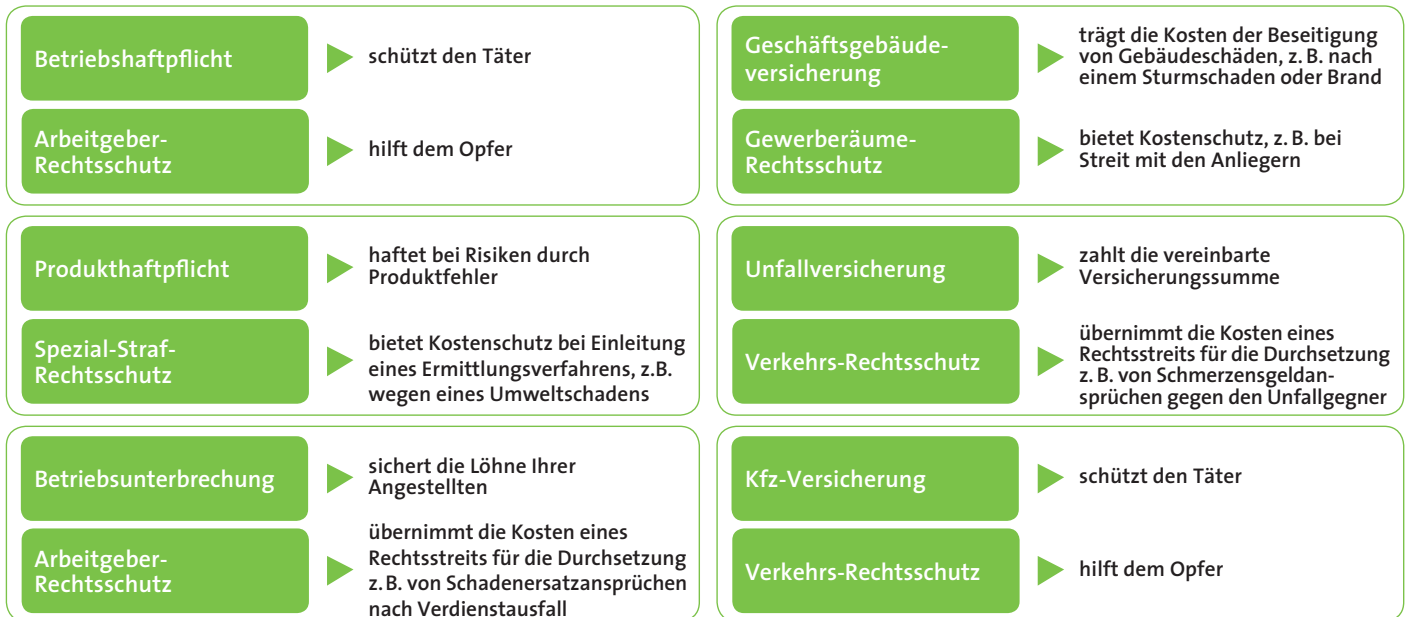 Betriebshaftpflicht
schützt den Täter
Arbeitgeber-
Rechtsschutz
hilft dem Opfer
Geschäftsgebäude-
versicherung
trägt die Kosten der Beseitigung
von Gebäudeschäden, z. B. nach
einem Sturmschaden oder Brand
Gewerberäume-
Rechtsschutz
bietet Kostenschutz, z. B. bei
Streit mit den Anliegern
Produkthaftpflicht
haftet bei Risiken durch
Produktfehler
Spezial-Straf-
Rechtsschutz
bietet Kostenschutz bei Einleitung
eines Ermittlungsverfahrens, z.B.
wegen eines Umweltschadens
Unfallversicherung
zahlt die vereinbarte
Versicherungssumme
Verkehrs-Rechtsschutz
übernimmt die Kosten eines
Rechtsstreits für die Durchsetzung
z. B. von Schmerzensgeldan-
sprüchen gegen den Unfallgegner
Betriebsunterbrechung
sichert die Löhne Ihrer
Angestellten
Arbeitgeber-
Rechtsschutz
übernimmt die Kosten eines
Rechtsstreits für die Durchsetzung
z. B. von Schadenersatzansprüchen
nach Verdienstausfall
Kfz-Versicherung
schützt den Täter
Verkehrs-Rechtsschutz
hilft dem Opfer